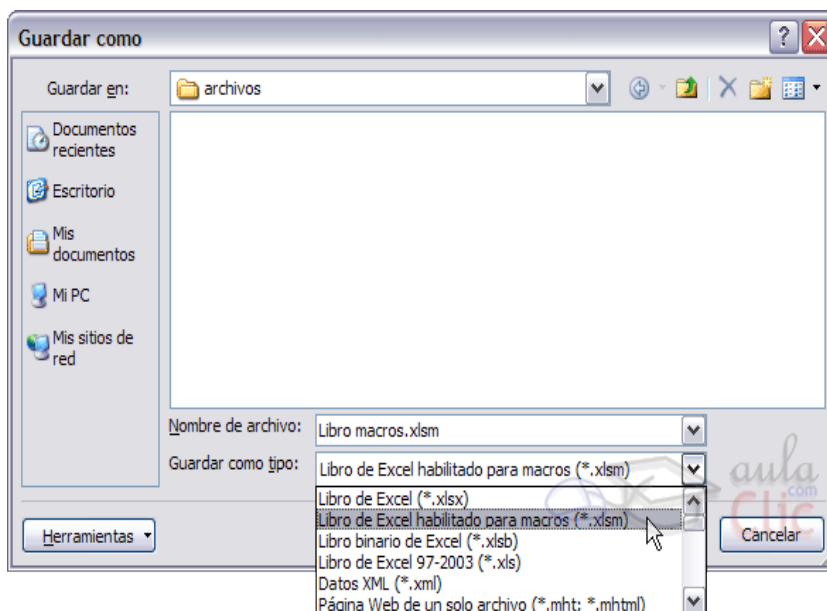 Guardar como
Guardar en:
archivos
Documentos
recientes
Escritorio
Mis
documentos
Mi PC
Mis sitios de
red
Nombre de archivo:
Libro macros.xlsm
Guardar como tipo:
Libro de Excel habilitado para macros (*.xlsm)
Libro de Excel (*.xlsx)
Libro de Excel habilitado para macros (*.xlsm)
Libro binario de Excel (*.xlsb)
Libro de Excel 97-2003 (*.xls)
Datos XML (*.xml)
Página Web de un solo archivo (*.mht; *.mhtml)
Herramientas
Cancelar
aula
.com
Clic